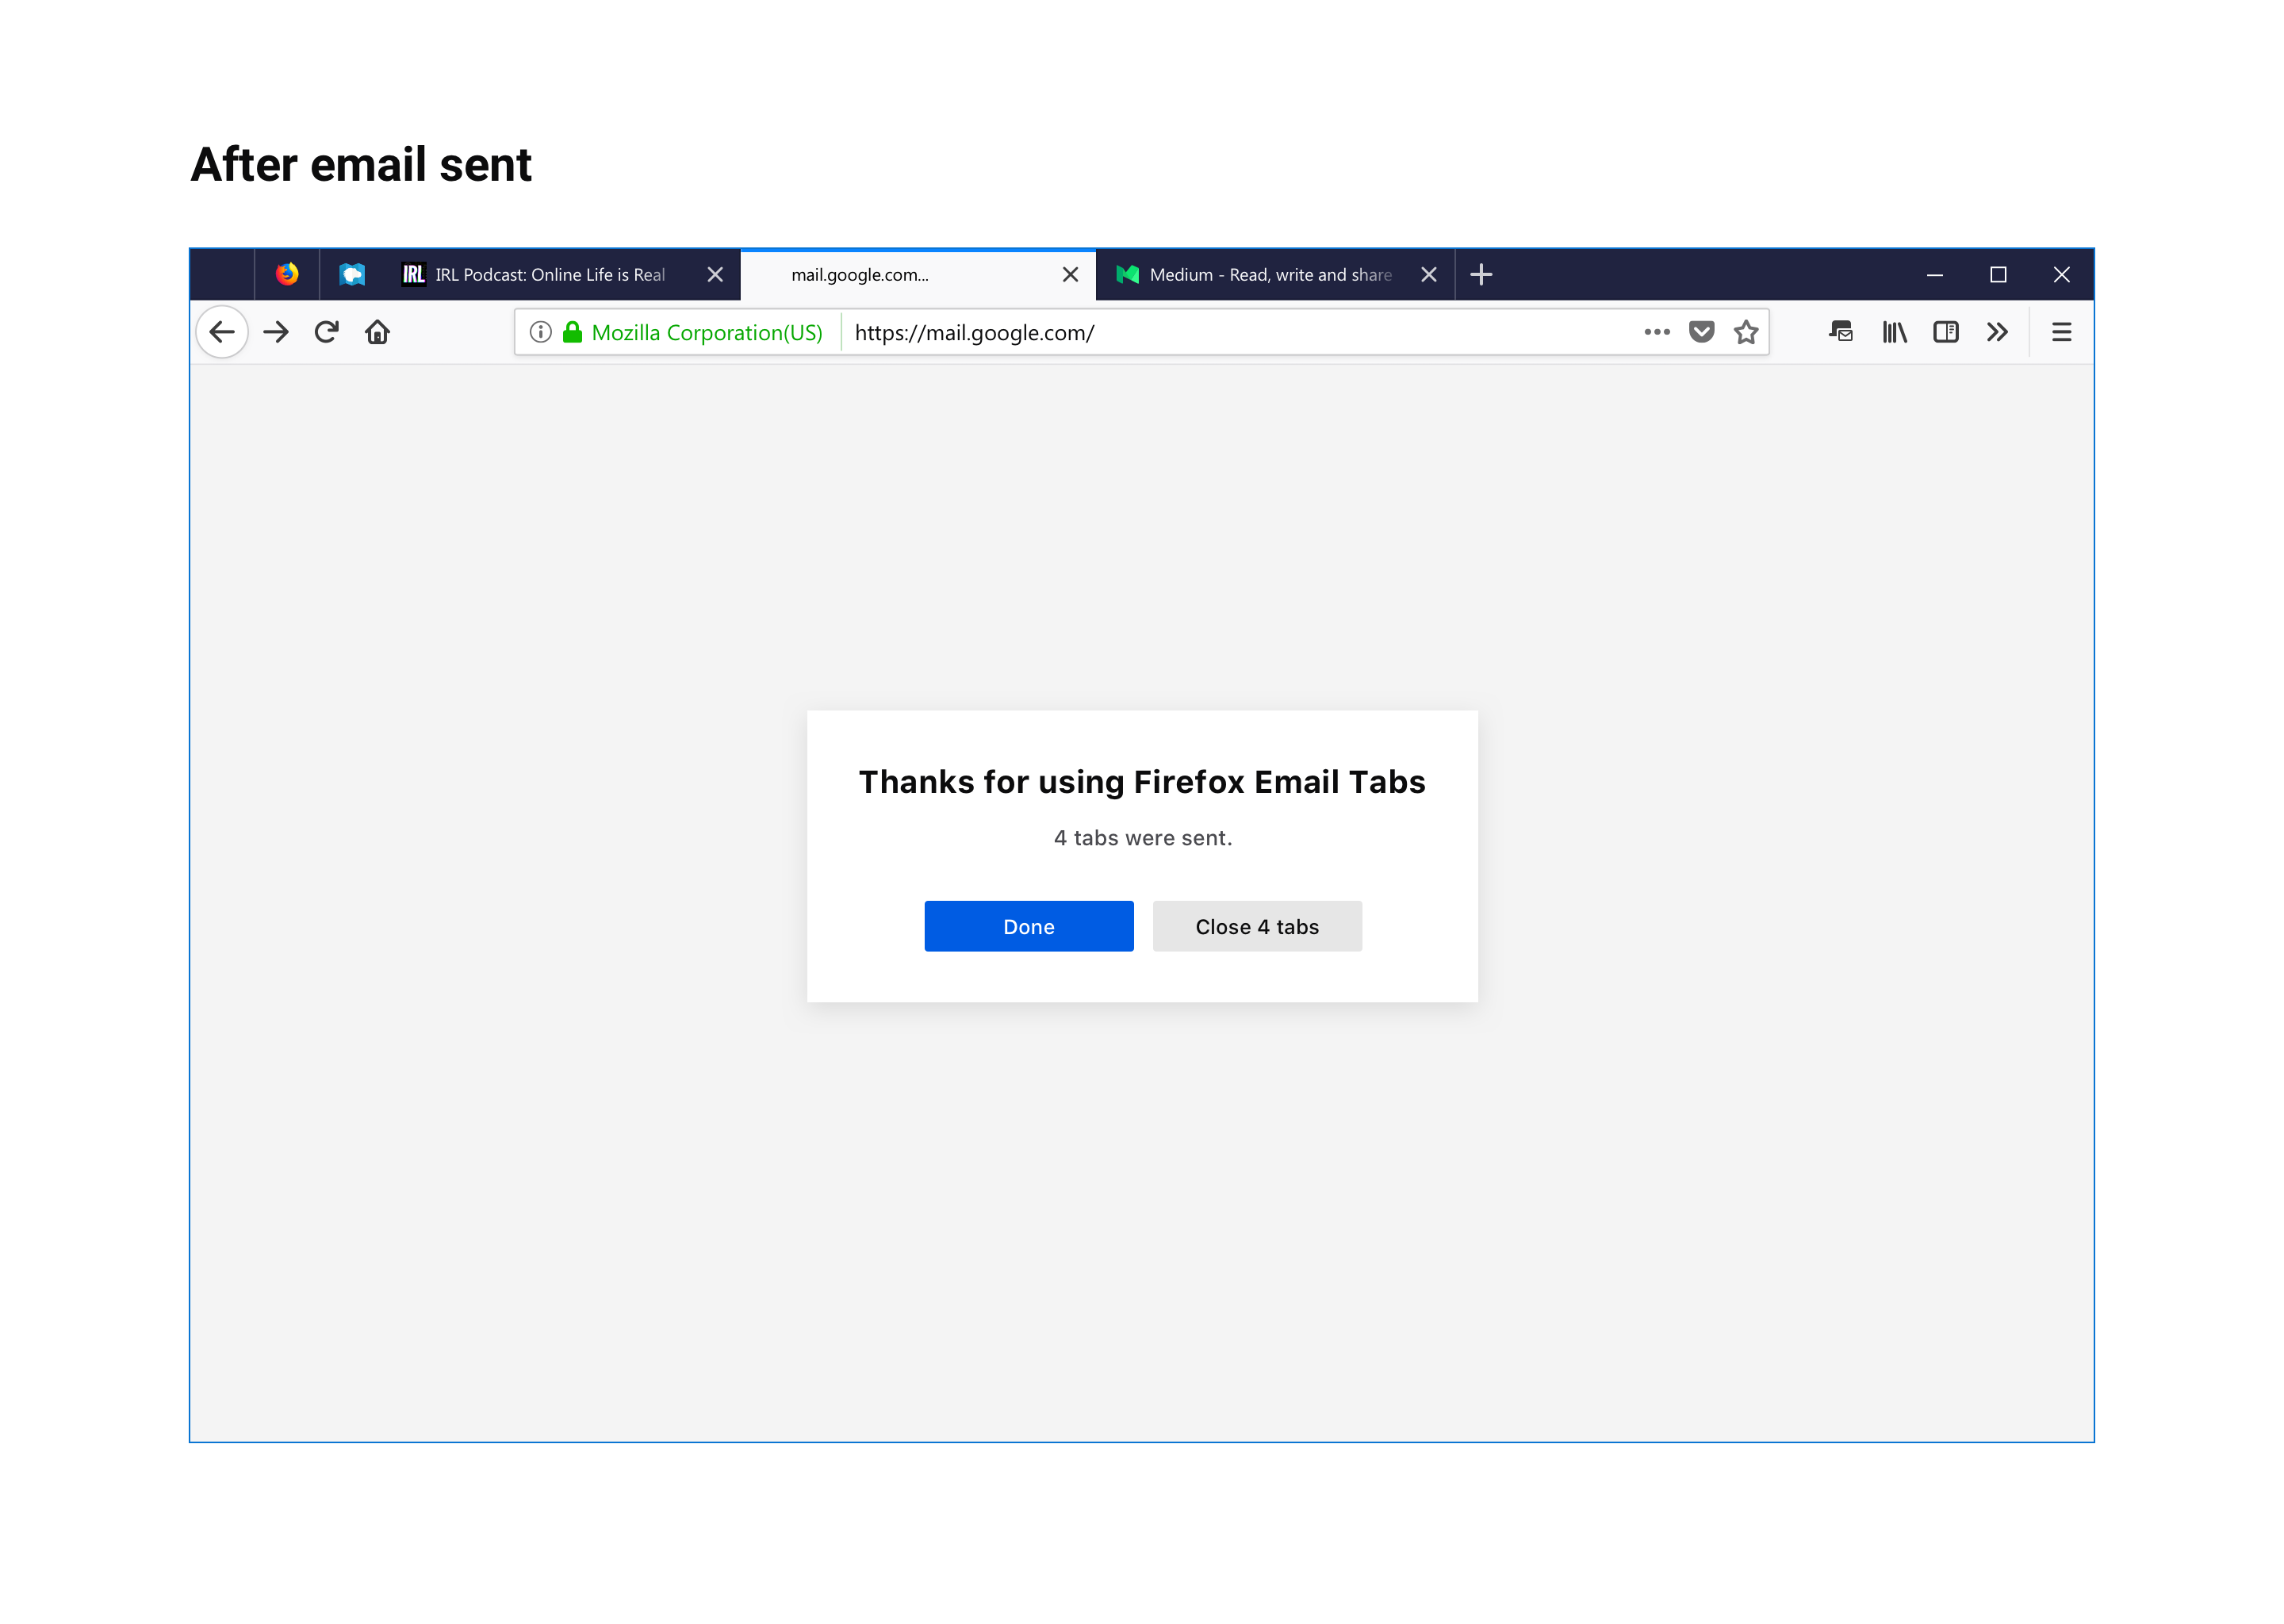 After email sent
IRL IRL Podcast: Online Life is Real
mail.google.com...
Medium - Read, write and share
Mozilla Corporation(US) https://mail.google.com/
Thanks for using Firefox Email Tabs
4 tabs were sent.
Done Close 4 tabs